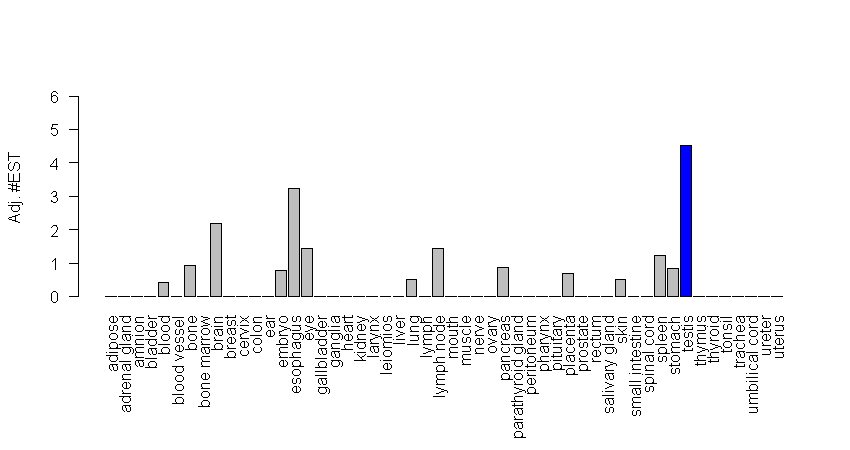 6
5
4
3
2
1
0
Adj. #EST
adipose
adrenal gland
amnion
bladder
blood
blood vessel
bone
bone marrow
brain
breast
cervix
colon
ear
embryo
esophagus
eye
gallbladder
ganglia
heart
kidney
larynx
leiomios
liver
lung
lymph
lymph node
mouth
muscle
nerve
ovary
pancreas
parathyroid gland
peritoneum
pharynx
pituitary
placenta
prostate
rectum
salivary gland
skin
small intestine
spinal cord
spleen
stomach
testis
thymus
thyroid
tonsil
trachea
umbilical cord
ureter
uterus